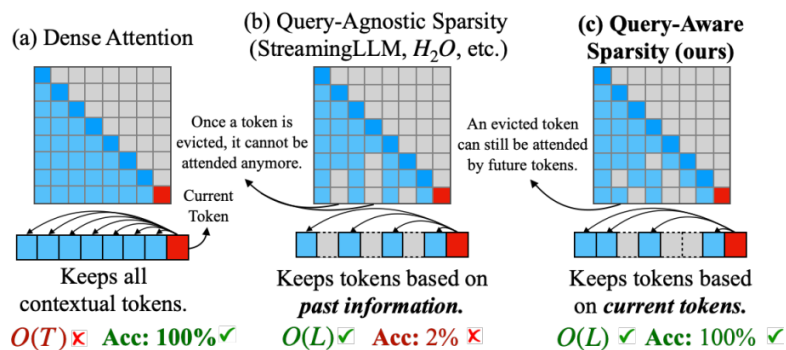 (a) Dense Attention
Current
Token
Keeps all
contextual tokens.
O(T) Acc: 100%
(b) Query-Agnostic Sparsity
(StreamingLLM, H₂O, etc.)
Once a token is
evicted, it cannot be
attended anymore.
Keeps tokens based on
past information.
O(L) Acc: 2%
(c) Query-Aware
Sparsity (ours)
An evicted token
can still be attended
by future tokens.
Keeps tokens based
on current tokens.
O(L) Acc: 100%